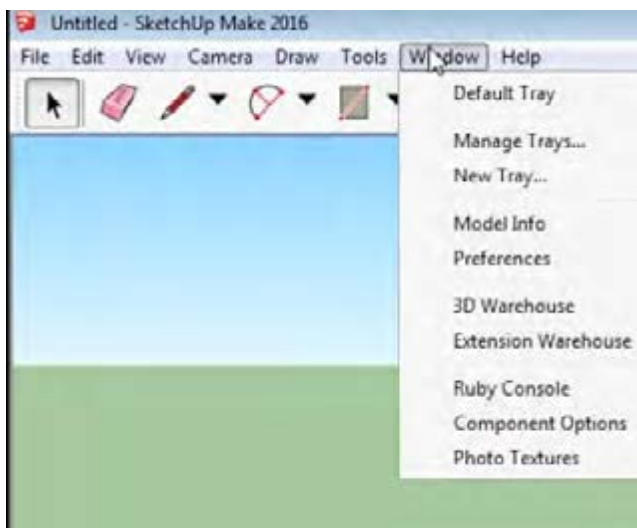 Untitled - SketchUp Make 2016
File Edit View Camera Draw Tools Window Help
Default Tray
Manage Trays...
New Tray...
Model Info
Preferences
3D Warehouse
Extension Warehouse
Ruby Console
Component Options
Photo Textures